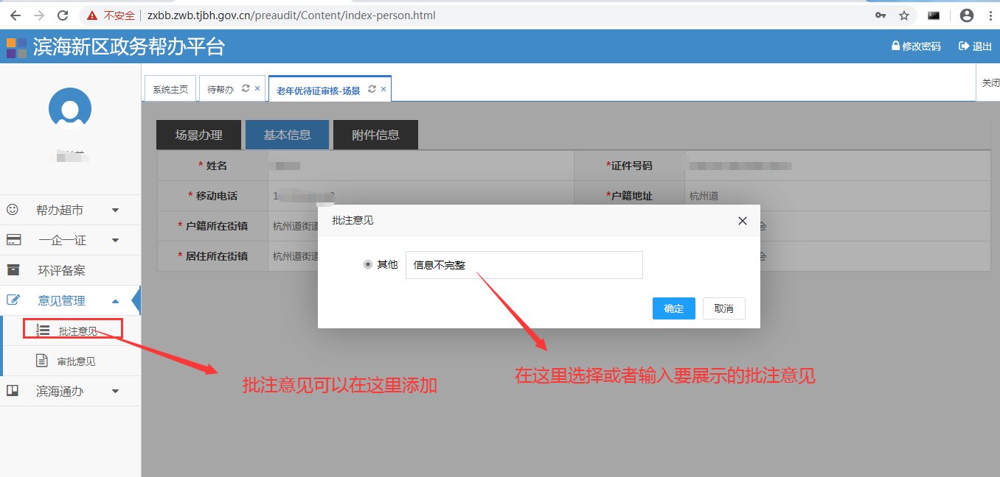 不安全
zxbb.zwb.tjbh.gov.cn/preaudit/Content/index-person.html
滨海新区政务帮办平台
修改密码
退出
系统主页
待帮办
老年优待证审核-场景
关闭
场景办理
基本信息
附件信息
* 姓名
*证件号码
* 移动电话
1
*户籍地址
杭州道
* 户籍所在街镇
杭州道街道
会
* 居住所在街镇
杭州道街道
会
批注意见
其他
信息不完整
确定
取消
帮办超市
一企一证
环评备案
意见管理
批注意见
审批意见
滨海通办
批注意见可以在这里添加
在这里选择或者输入要展示的批注意见